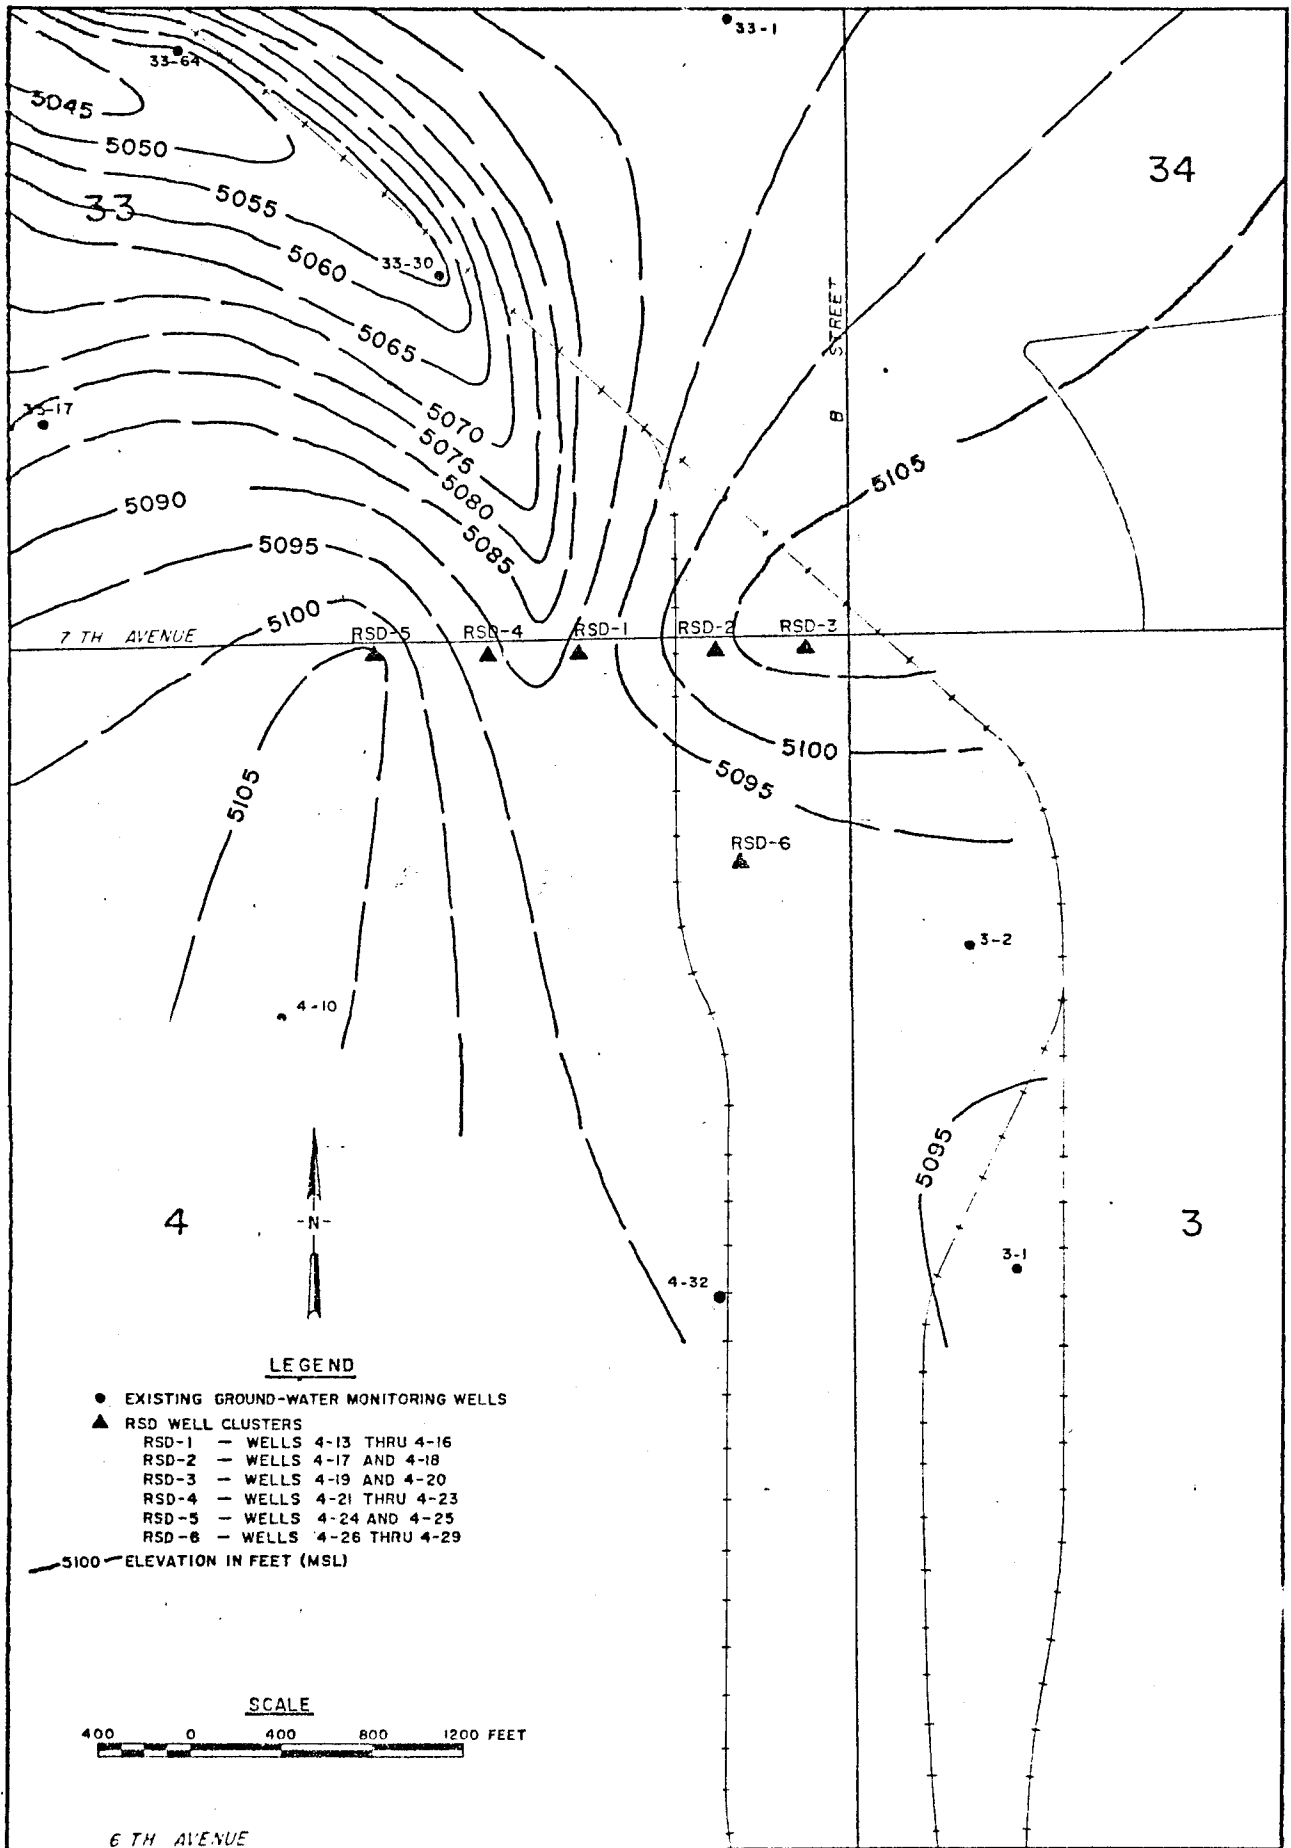 33-1
33-64
5045
5050
34
33
5055
33-30
5060
B STREET
5065
5070
5075
5080
5085
5105
5090
5095
5100
7 TH AVENUE
RSD-5
RSD-4
RSD-1
RSD-2
RSD-3
5105
5100
5095
RSD-6
3-2
4-10
5095
4
-N-
3
3-1
4-32
LEGEND
EXISTING GROUND-WATER MONITORING WELLS
RSD WELL CLUSTERS
RSD-1 — WELLS 4-13 THRU 4-16
RSD-2 — WELLS 4-17 AND 4-18
RSD-3 — WELLS 4-19 AND 4-20
RSD-4 — WELLS 4-21 THRU 4-23
RSD-5 — WELLS 4-24 AND 4-25
RSD-6 — WELLS 4-26 THRU 4-29
5100 ELEVATION IN FEET (MSL)
SCALE
400 0 400 800 1200 FEET
6 TH AVENUE